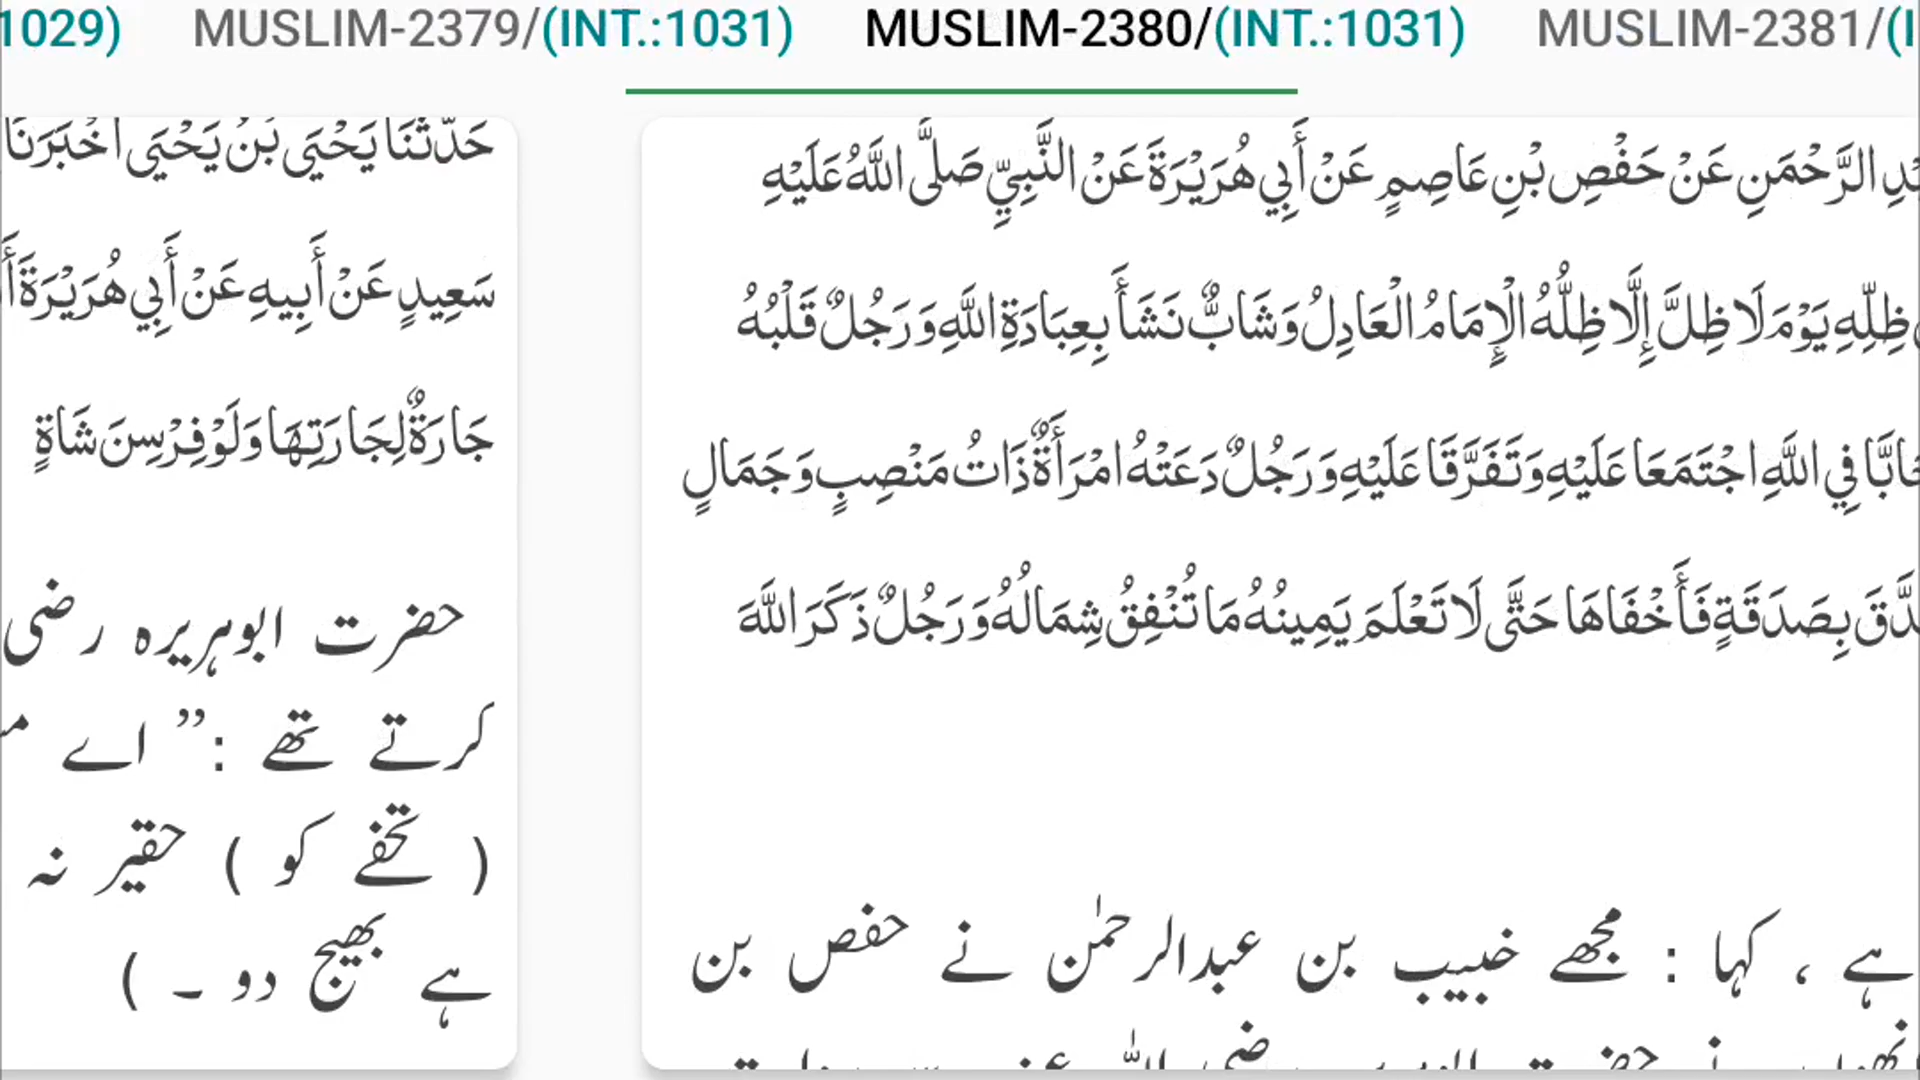 1029) MUSLIM-2379/(INT.:1031) MUSLIM-2380/(INT.:1031) MUSLIM-2381/(I
الرَّحْمَنِ عَنْ حَفْصِ بْنِ عَاصِمٍ عَنْ أَبِي هُرَيْرَةَ عَنْ النَّبِيِّ صَلَّى اللَّهُ عَلَيْهِ
ظِلِّهِ يَوْمَ لَا ظِلَّ إِلَّا ظِلُّهُ الْإِمَامُ الْعَادِلُ وَشَابٌّ نَشَأَ بِعِبَادَةِ اللَّهِ وَرَجُلٌ قَلْبُهُ
فِي اللَّهِ اجْتَمَعَا عَلَيْهِ وَتَفَرَّقَا عَلَيْهِ وَرَجُلٌ دَعَتْهُ امْرَأَةٌ ذَاتُ مَنْصِبٍ وَجَمَالٍ
بِصَدَقَةٍ فَأَخْفَاهَا حَتَّى لَا تَعْلَمَ يَمِينُهُ مَا تُنْفِقُ شِمَالُهُ وَرَجُلٌ ذَكَرَ اللَّهَ
ہے ، کہا : مجھے خبیب بن عبدالرحمٰن نے حفص بن
حَدَّثَنَا يَحْيَى بْنُ يَحْيَى أَخْبَرَنَا
سَعِيدٍ عَنْ أَبِيهِ عَنْ أَبِي هُرَيْرَةَ
جَارَةٌ لِجَارَتِهَا وَلَوْ فِرْسِنَ شَاةٍ
حضرت ابوہریرہ رضی
کرتے تھے :’’ اے
( تحفے کو ) حقیر نہ
ہے بھیج دو ۔ )